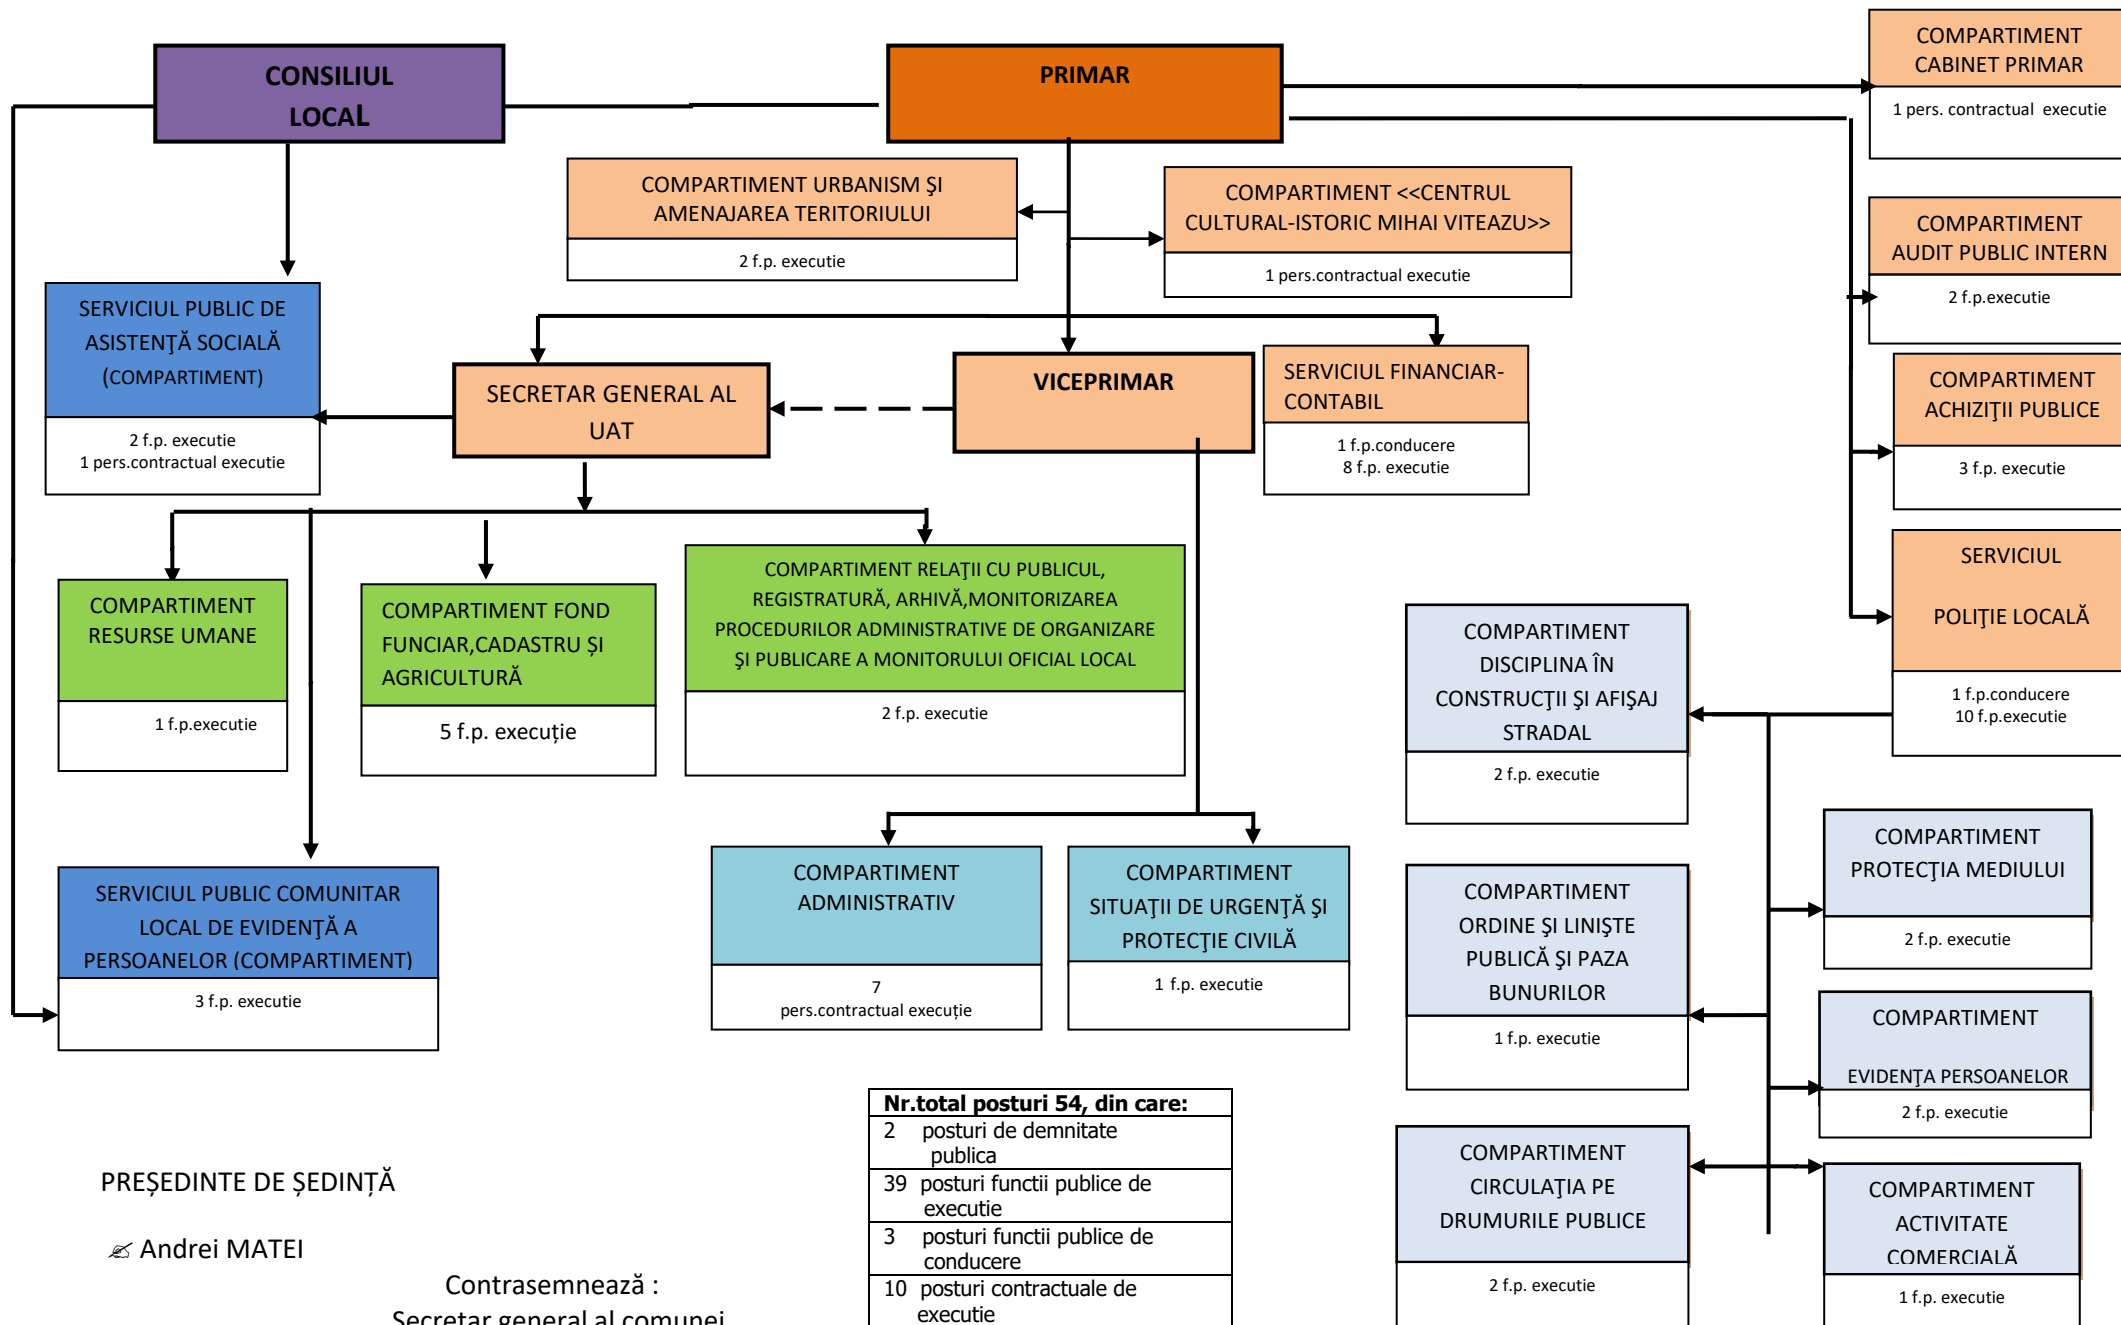 CONSILIUL
LOCAL
PRIMAR
COMPARTIMENT
CABINET PRIMAR
1 pers. contractual  executie
COMPARTIMENT URBANISM ŞI
AMENAJAREA TERITORIULUI
2 f.p. executie
COMPARTIMENT <<CENTRUL
CULTURAL-ISTORIC MIHAI VITEAZU>>
1 pers.contractual executie
COMPARTIMENT
AUDIT PUBLIC INTERN
2 f.p.executie
SERVICIUL PUBLIC DE
ASISTENŢĂ SOCIALĂ
(COMPARTIMENT)
2 f.p. executie
1 pers.contractual executie
SECRETAR GENERAL AL
UAT
VICEPRIMAR
SERVICIUL FINANCIAR-
CONTABIL
1 f.p.conducere
8 f.p. executie
COMPARTIMENT
ACHIZIŢII PUBLICE
3 f.p. executie
SERVICIUL
POLIŢIE LOCALĂ
1 f.p.conducere
10 f.p.executie
COMPARTIMENT
RESURSE UMANE
1 f.p.executie
COMPARTIMENT FOND
FUNCIAR,CADASTRU ȘI
AGRICULTURĂ
5 f.p. execuție
COMPARTIMENT RELAŢII CU PUBLICUL,
REGISTRATURĂ, ARHIVĂ,MONITORIZAREA
PROCEDURILOR ADMINISTRATIVE DE ORGANIZARE
ŞI PUBLICARE A MONITORULUI OFICIAL LOCAL
2 f.p. executie
COMPARTIMENT
DISCIPLINA ÎN
CONSTRUCŢII ŞI AFIŞAJ
STRADAL
2 f.p. executie
SERVICIUL PUBLIC COMUNITAR
LOCAL DE EVIDENŢĂ A
PERSOANELOR (COMPARTIMENT)
3 f.p. executie
COMPARTIMENT
ADMINISTRATIV
7
pers.contractual execuție
COMPARTIMENT
SITUAŢII DE URGENŢĂ ŞI
PROTECŢIE CIVILĂ
1 f.p. executie
COMPARTIMENT
PROTECŢIA MEDIULUI
2 f.p. executie
COMPARTIMENT
ORDINE ŞI LINIŞTE
PUBLICĂ ŞI PAZA
BUNURILOR
1 f.p. executie
COMPARTIMENT
EVIDENŢA PERSOANELOR
2 f.p. executie
COMPARTIMENT
CIRCULAŢIA PE
DRUMURILE PUBLICE
2 f.p. executie
COMPARTIMENT
ACTIVITATE
COMERCIALĂ
1 f.p. executie
Nr.total posturi 54, din care:
2 posturi de demnitate
publica
39 posturi functii publice de
executie
3 posturi functii publice de
conducere
10 posturi contractuale de
executie
PREȘEDINTE DE ȘEDINȚĂ
Andrei MATEI
Contrasemnează :
Secretar general al comunei